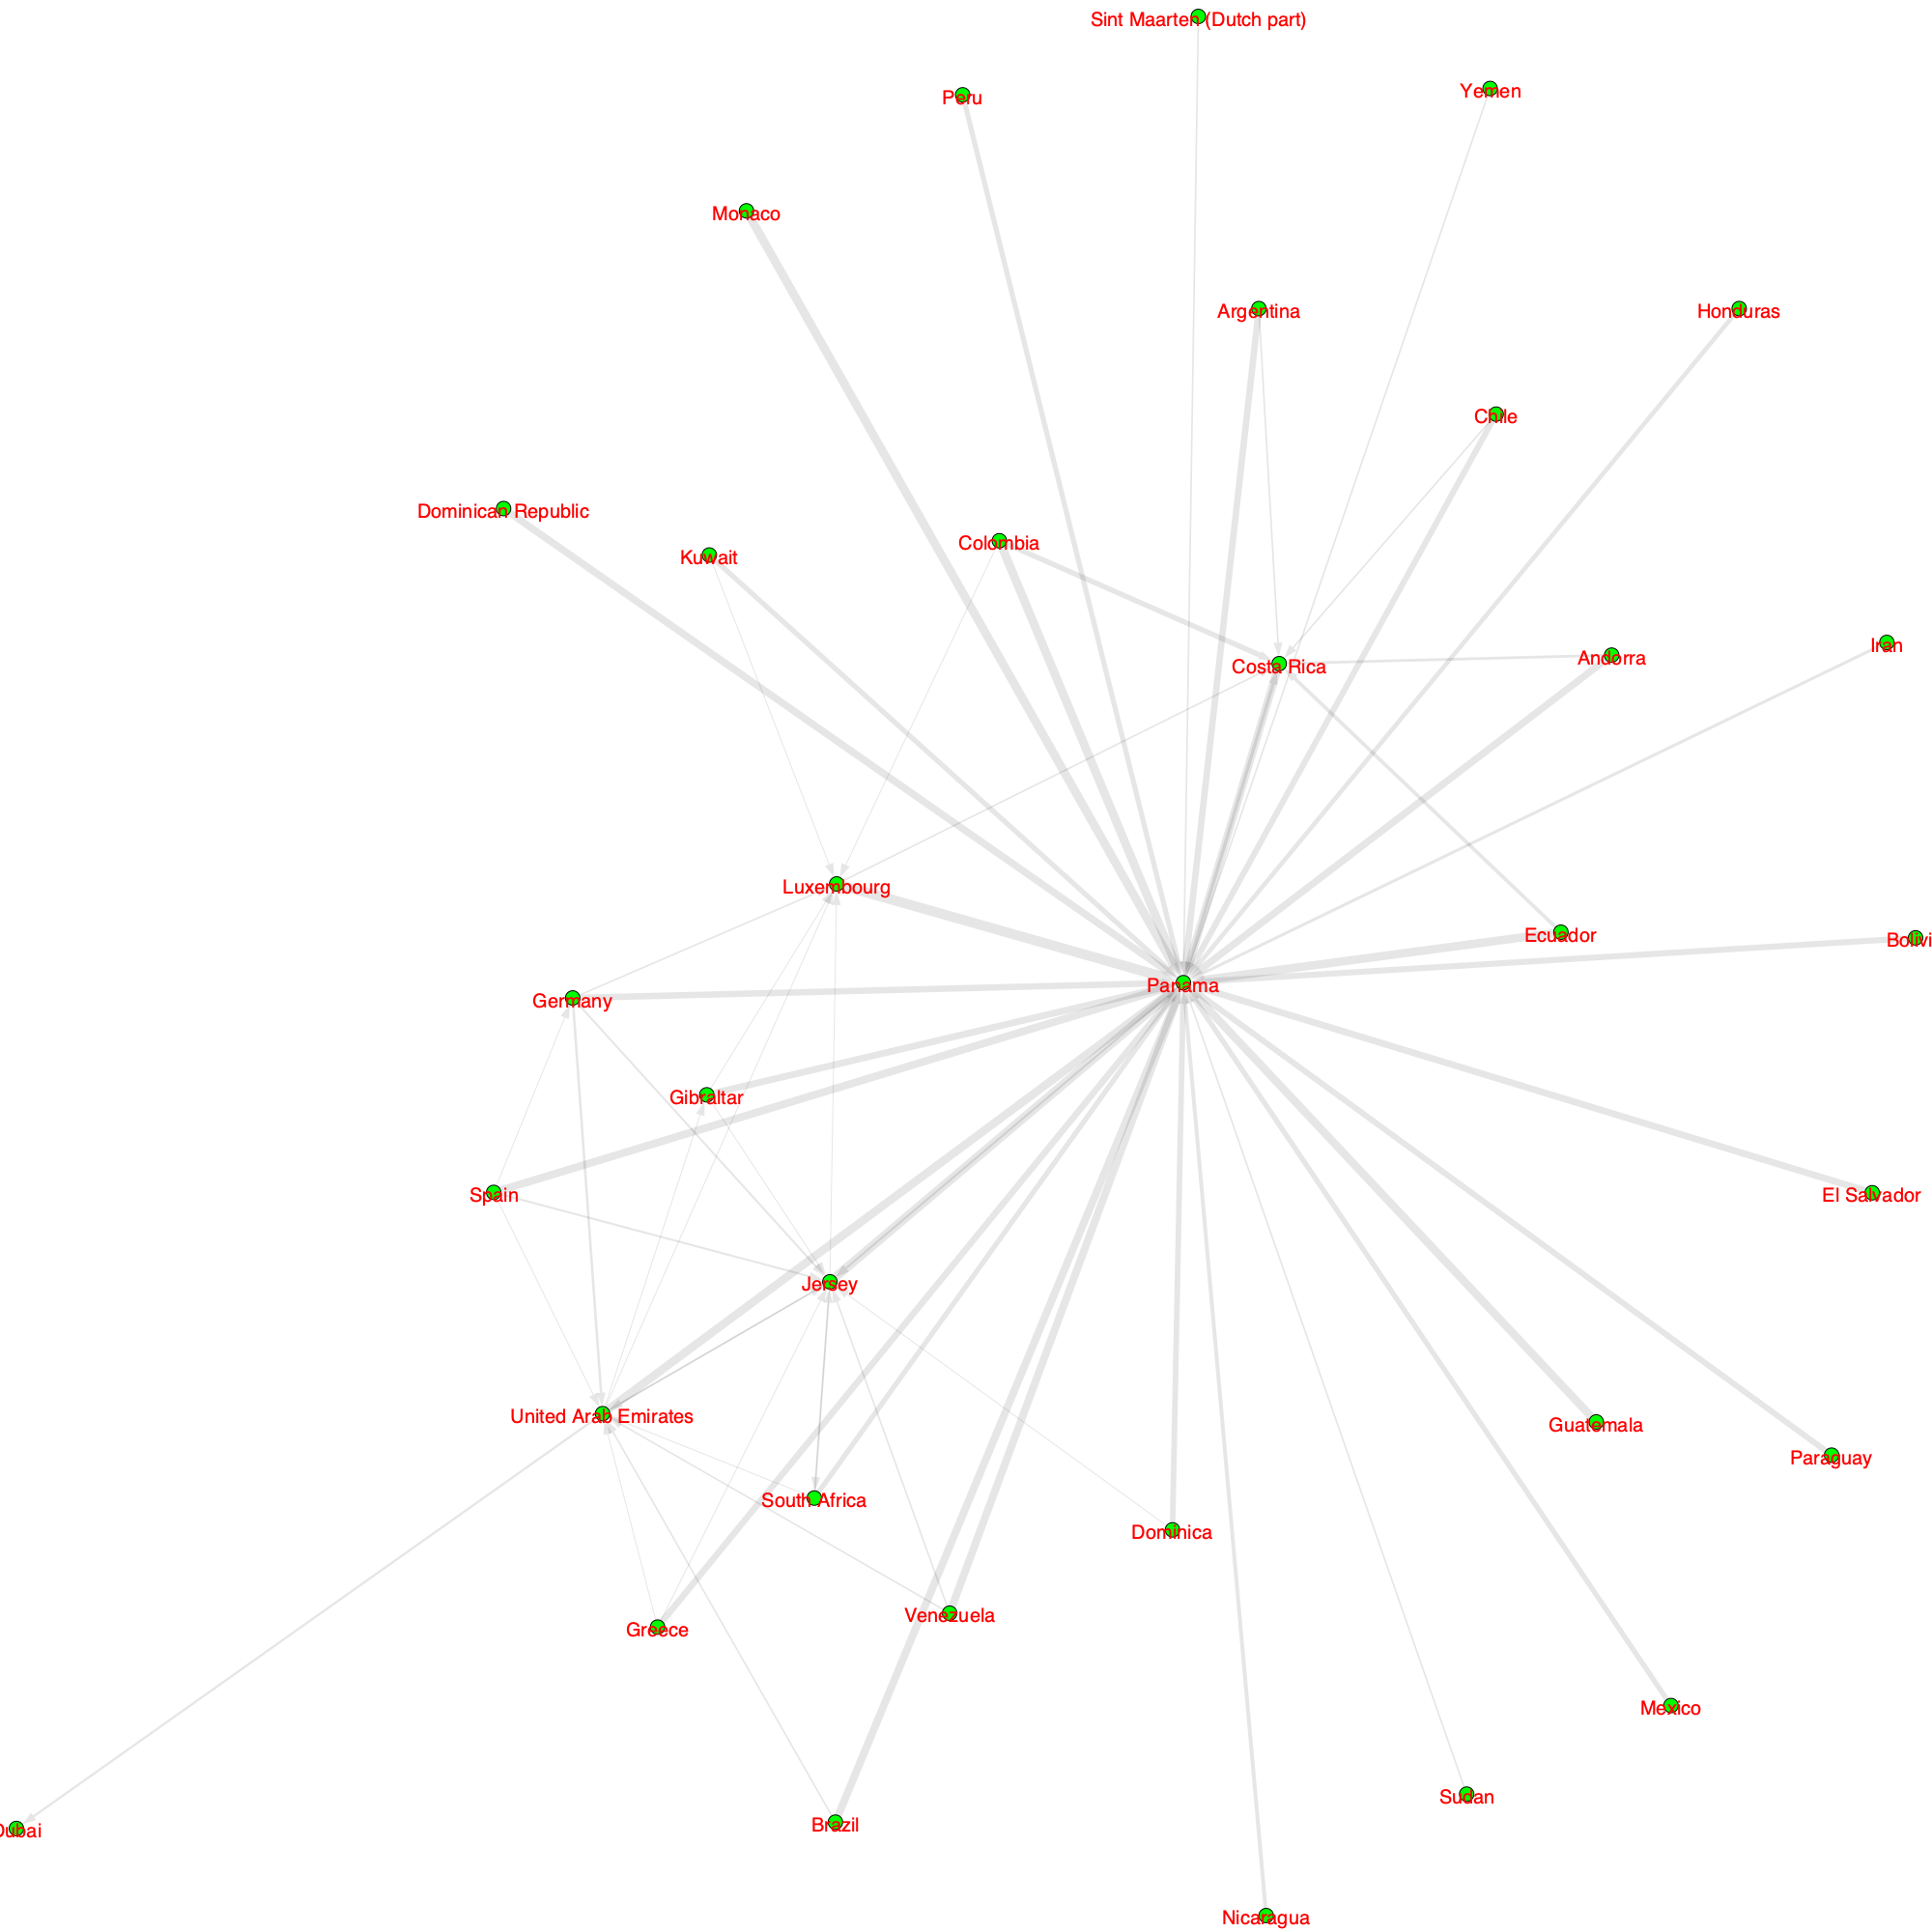 Sint Maarten (Dutch part)
Yemen
Peru
Monaco
Argentina
Honduras
Chile
Dominican Republic
Colombia
Kuwait
Iran
Andorra
Costa Rica
Luxembourg
Ecuador
Bolivi
Panama
Germany
Gibraltar
Spain
El Salvador
Jersey
United Arab Emirates
Guatemala
Paraguay
South Africa
Dominica
Venezuela
Greece
Mexico
Sudan
Brazil
Dubai
Nicaragua